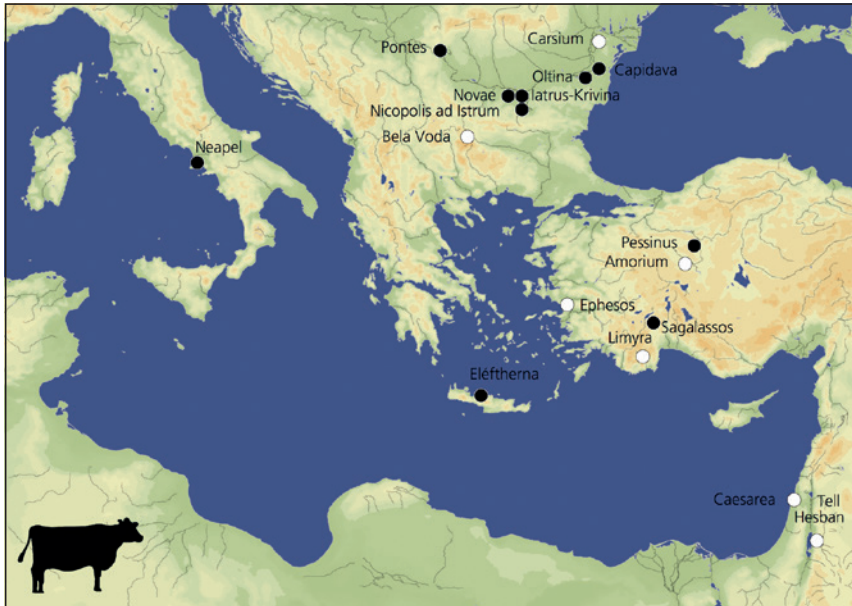 Carsium
Pontes
Oltina
Capidava
Novae
Iatrus-Krivina
Nicopolis ad Istrum
Bela Voda
Neapel
Pessinus
Amorium
Ephesos
Sagalassos
Limyra
Eléftherna
Caesarea
Tell
Hesban